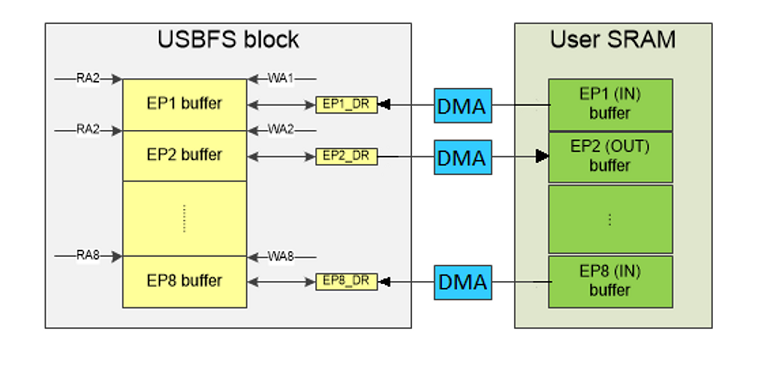 USBFS block
User SRAM
RA2
WA1
EP1 buffer
EP1_DR
DMA
EP1 (IN)
buffer
RA2
WA2
EP2 buffer
EP2_DR
DMA
EP2 (OUT)
buffer
RA8
WA8
EP8 buffer
EP8_DR
DMA
EP8 (IN)
buffer